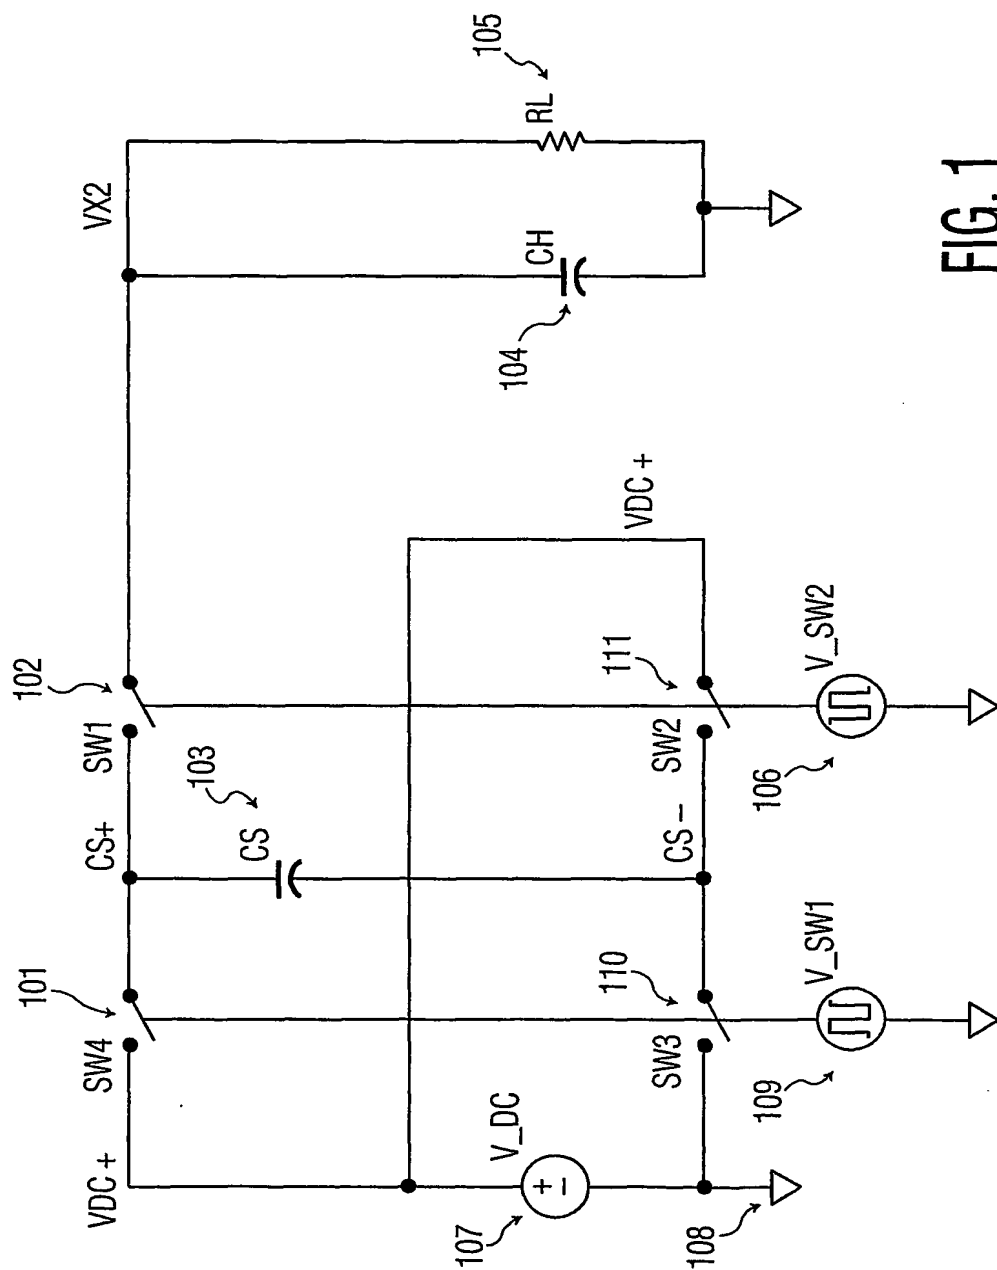 VDC +
SW4
101
CS+
SW1
102
VX2
103
CS
107
V_DC
+ −
VDC +
104
CH
RL
105
SW3
110
CS −
SW2
111
108
109
V_SW1
106
V_SW2
FIG. 1